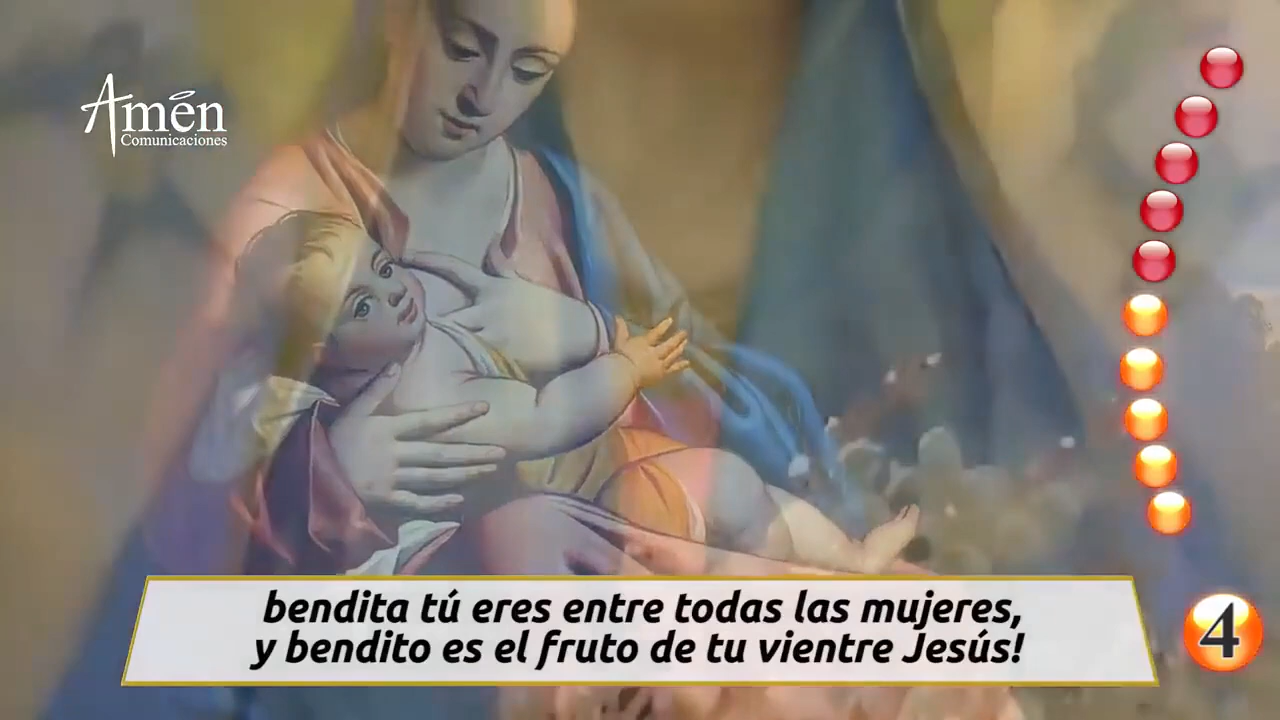 Amén
Comunicaciones
bendita tú eres entre todas las mujeres,
y bendito es el fruto de tu vientre Jesús!
4